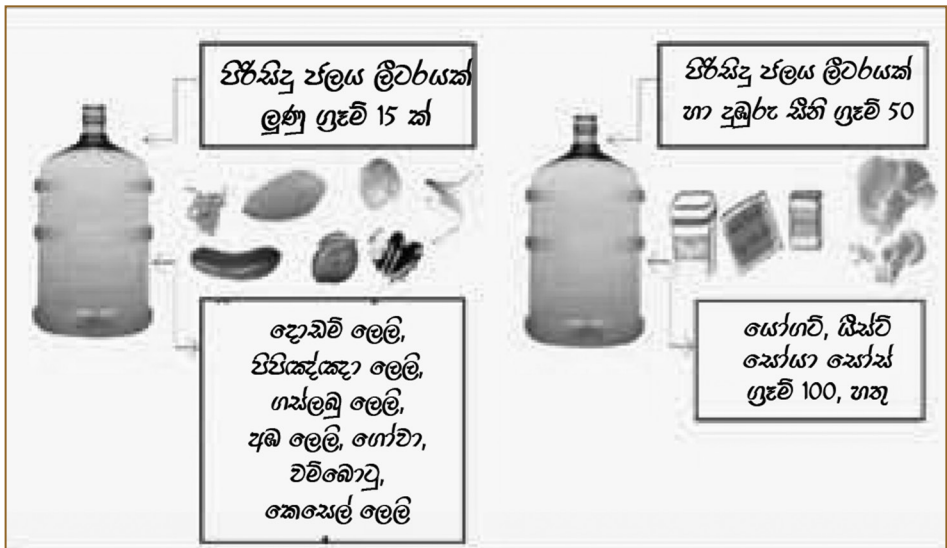 පිරිසිදු ජලය ලීටරයක්
ලුණු ග්‍රෑම් 15 ක්
පිරිසිදු ජලය ලීටරයක්
හා දුඹුරු සීනි ග්‍රෑම් 50
දොඩම් ලෙලි,
පිපිඤ්ඤා ලෙලි,
ගස්ලබු ලෙලි,
අඹ ලෙලි, ගෝවා,
වම්බොටු,
කෙසෙල් ලෙලි
යෝගට්, යීස්ට්
සෝයා සෝස්
ග්‍රෑම් 100, හතු